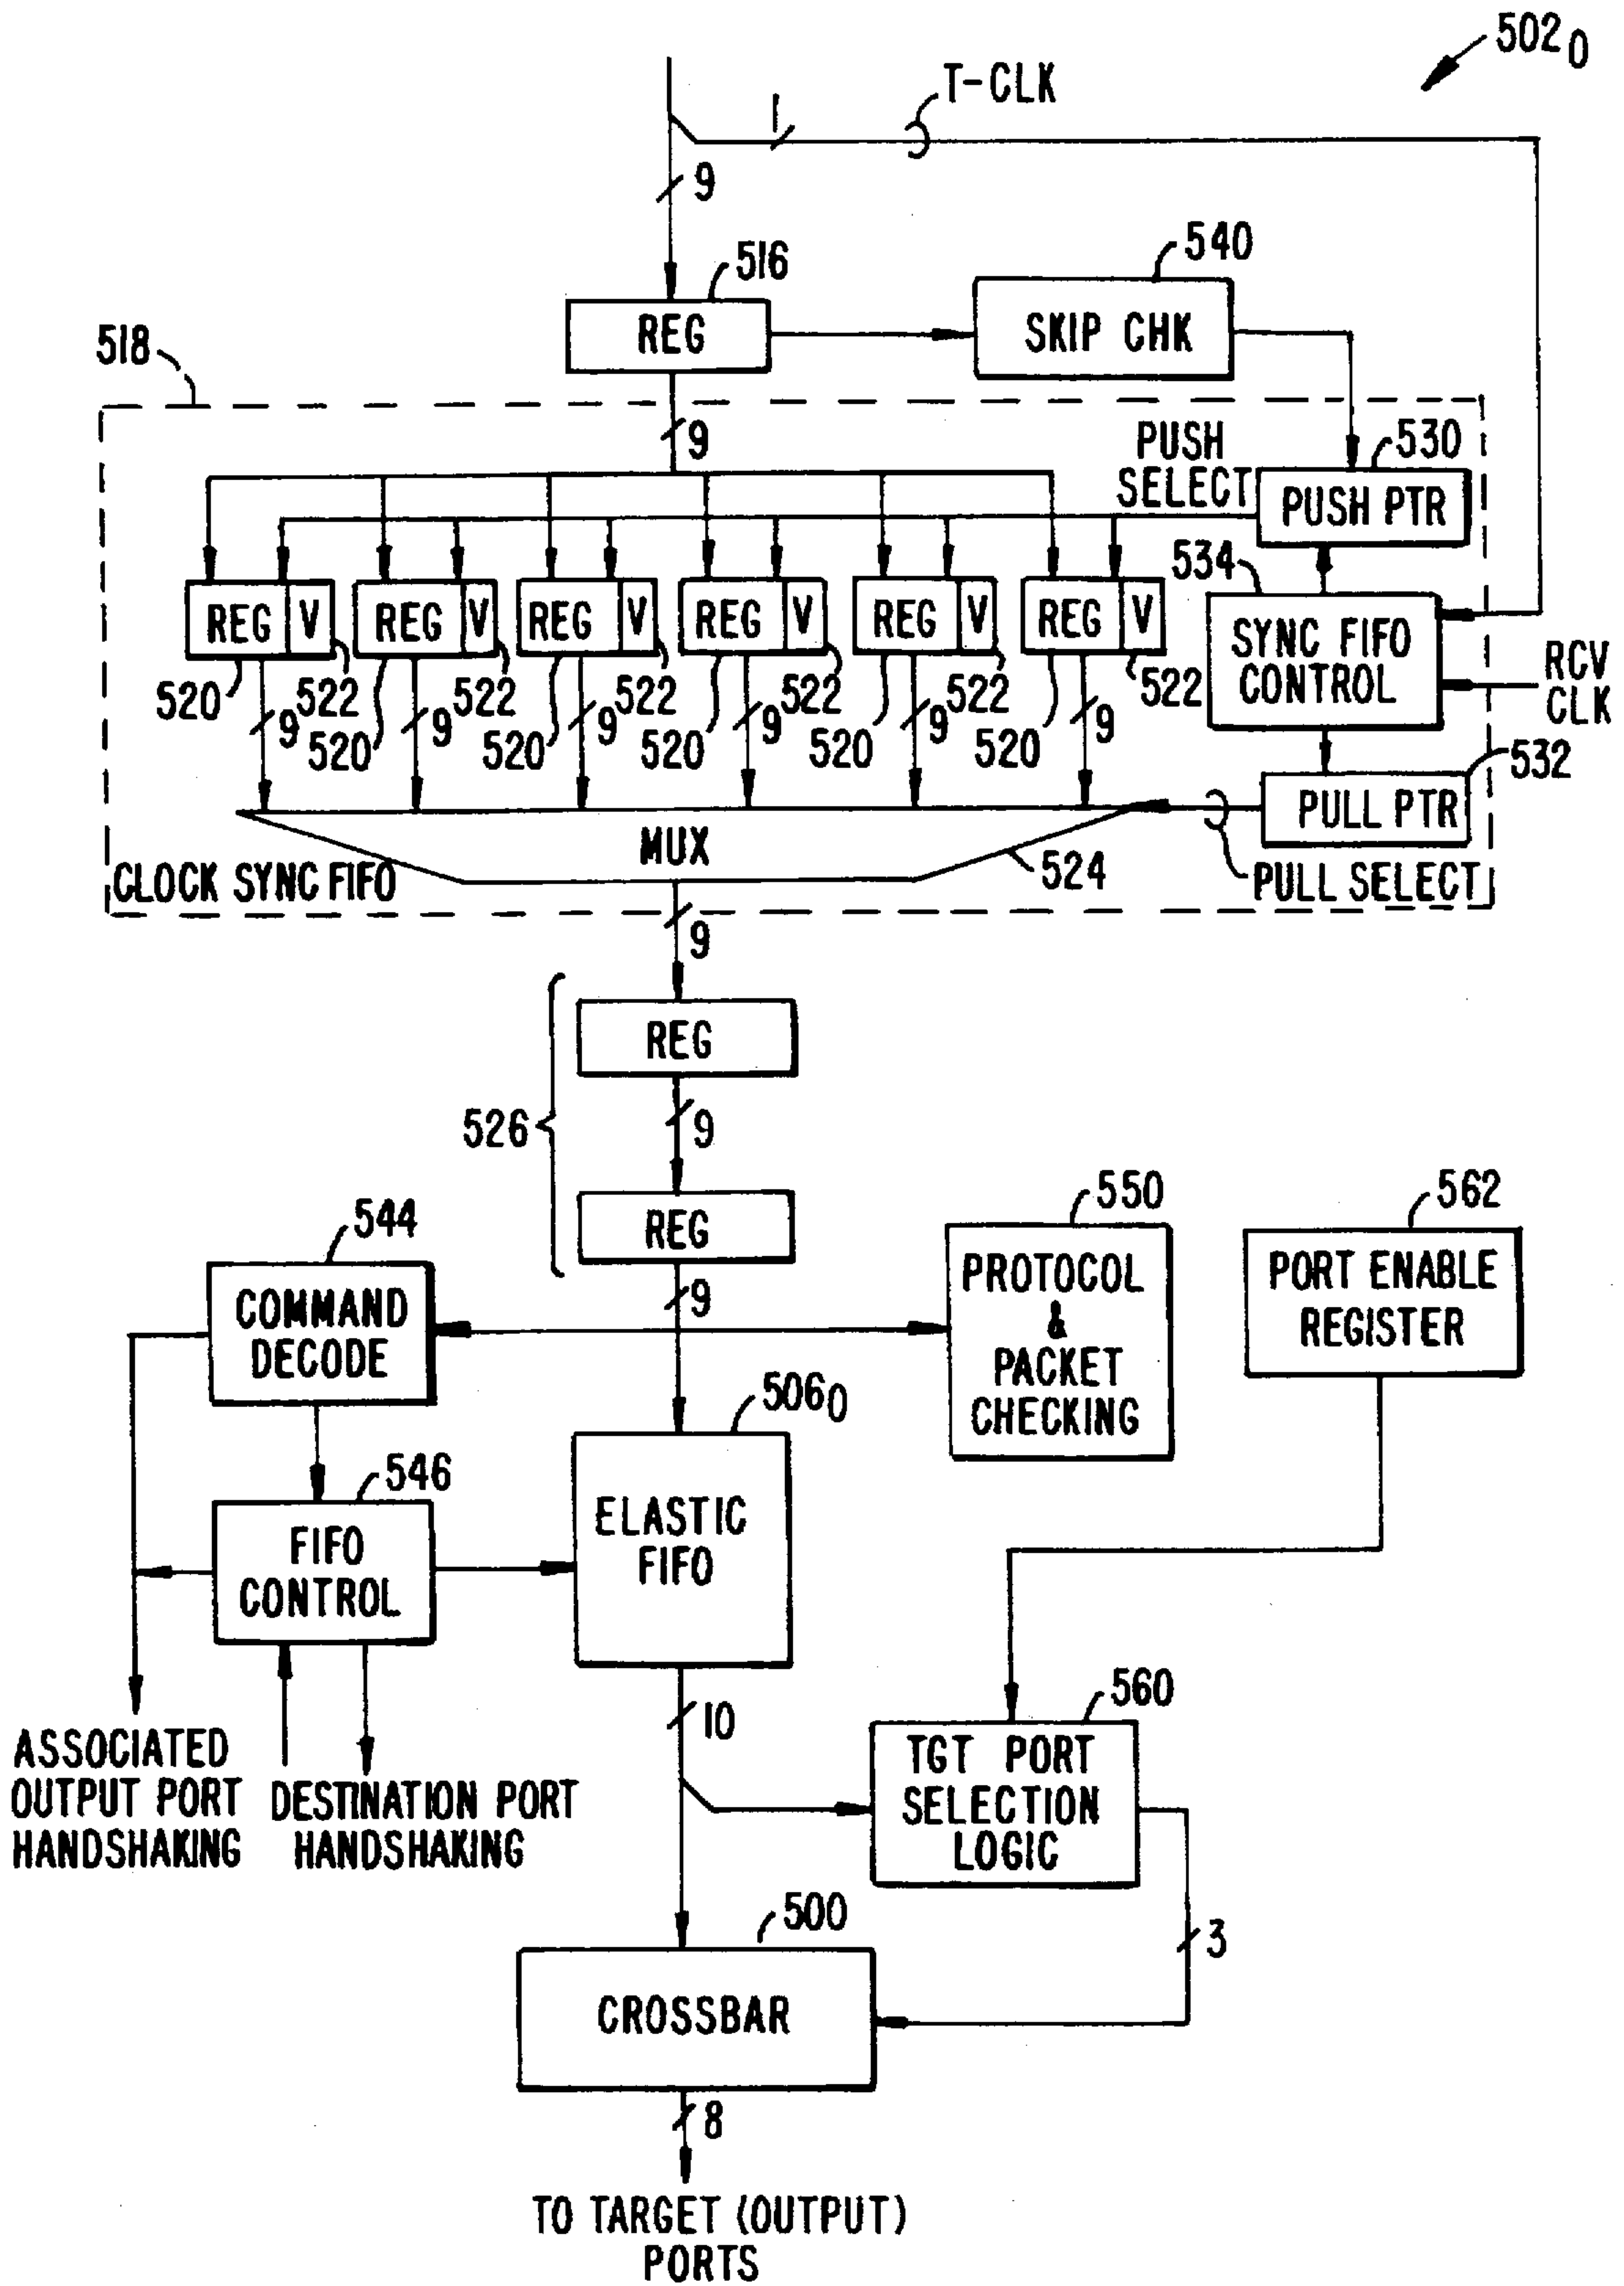 502 0
T-CLK
1
9
516
540
REG
SKIP CHK
518
9
PUSH
SELECT
530
PUSH PTR
534
REG V REG V REG V REG V REG V REG V
SYNC FIFO
CONTROL
RCV
CLK
520 522 522 522 522 522 522
9 9 9 9 9 9
520 520 520 520 520
532
PULL PTR
MUX
524
CLOCK SYNC FIFO
PULL SELECT
9
REG
526
9
REG
9
544
550
562
COMMAND
DECODE
PROTOCOL
&
PACKET
CHECKING
PORT ENABLE
REGISTER
506 0
546
FIFO
CONTROL
ELASTIC
FIFO
10
560
TGT PORT
SELECTION
LOGIC
ASSOCIATED
OUTPUT PORT
HANDSHAKING
DESTINATION PORT
HANDSHAKING
500
3
CROSSBAR
8
TO TARGET (OUTPUT)
PORTS